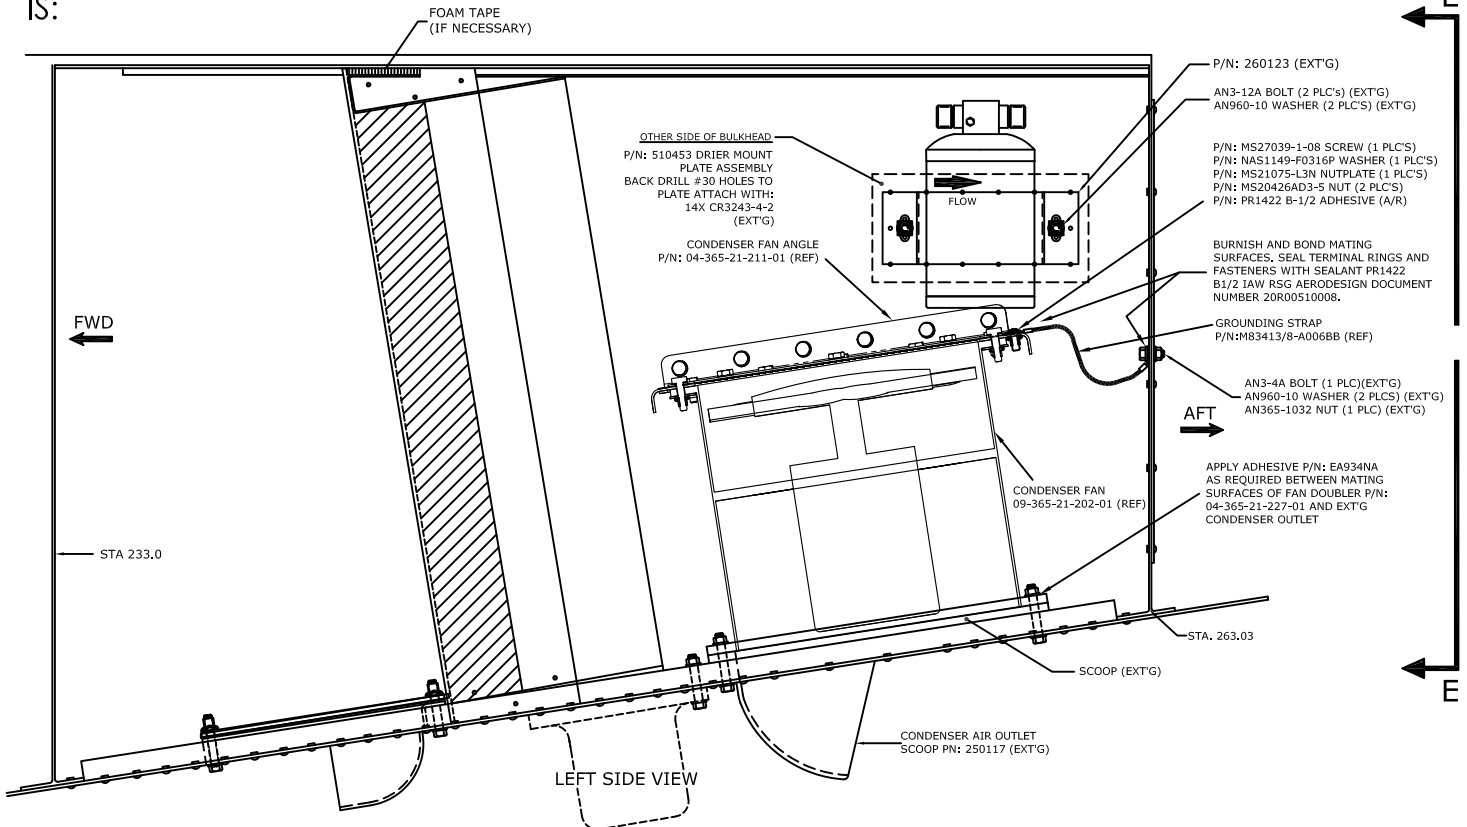 IS:
FOAM TAPE
(IF NECESSARY)
E
P/N: 260123 (EXT'G)
AN3-12A BOLT (2 PLC's) (EXT'G)
AN960-10 WASHER (2 PLC'S) (EXT'G)
OTHER SIDE OF BULKHEAD
P/N: 510453 DRIER MOUNT
PLATE ASSEMBLY
BACK DRILL #30 HOLES TO
PLATE ATTACH WITH:
14X CR3243-4-2
(EXT'G)
P/N: MS27039-1-08 SCREW (1 PLC'S)
P/N: NAS1149-F0316P WASHER (1 PLC'S)
P/N: MS21075-L3N NUTPLATE (1 PLC'S)
P/N: MS20426AD3-5 NUT (2 PLC'S)
P/N: PR1422 B-1/2 ADHESIVE (A/R)
FLOW
CONDENSER FAN ANGLE
P/N: 04-365-21-211-01 (REF)
BURNISH AND BOND MATING
SURFACES. SEAL TERMINAL RINGS AND
FASTENERS WITH SEALANT PR1422
B1/2 IAW RSG AERODESIGN DOCUMENT
NUMBER 20R00510008.
FWD
GROUNDING STRAP
P/N:M83413/8-A006BB (REF)
AN3-4A BOLT (1 PLC)(EXT'G)
AN960-10 WASHER (2 PLCS) (EXT'G)
AN365-1032 NUT (1 PLC) (EXT'G)
AFT
APPLY ADHESIVE P/N: EA934NA
AS REQUIRED BETWEEN MATING
SURFACES OF FAN DOUBLER P/N:
04-365-21-227-01 AND EXT'G
CONDENSER OUTLET
CONDENSER FAN
09-365-21-202-01 (REF)
STA 233.0
STA. 263.03
SCOOP (EXT'G)
E
CONDENSER AIR OUTLET
SCOOP PN: 250117 (EXT'G)
LEFT SIDE VIEW